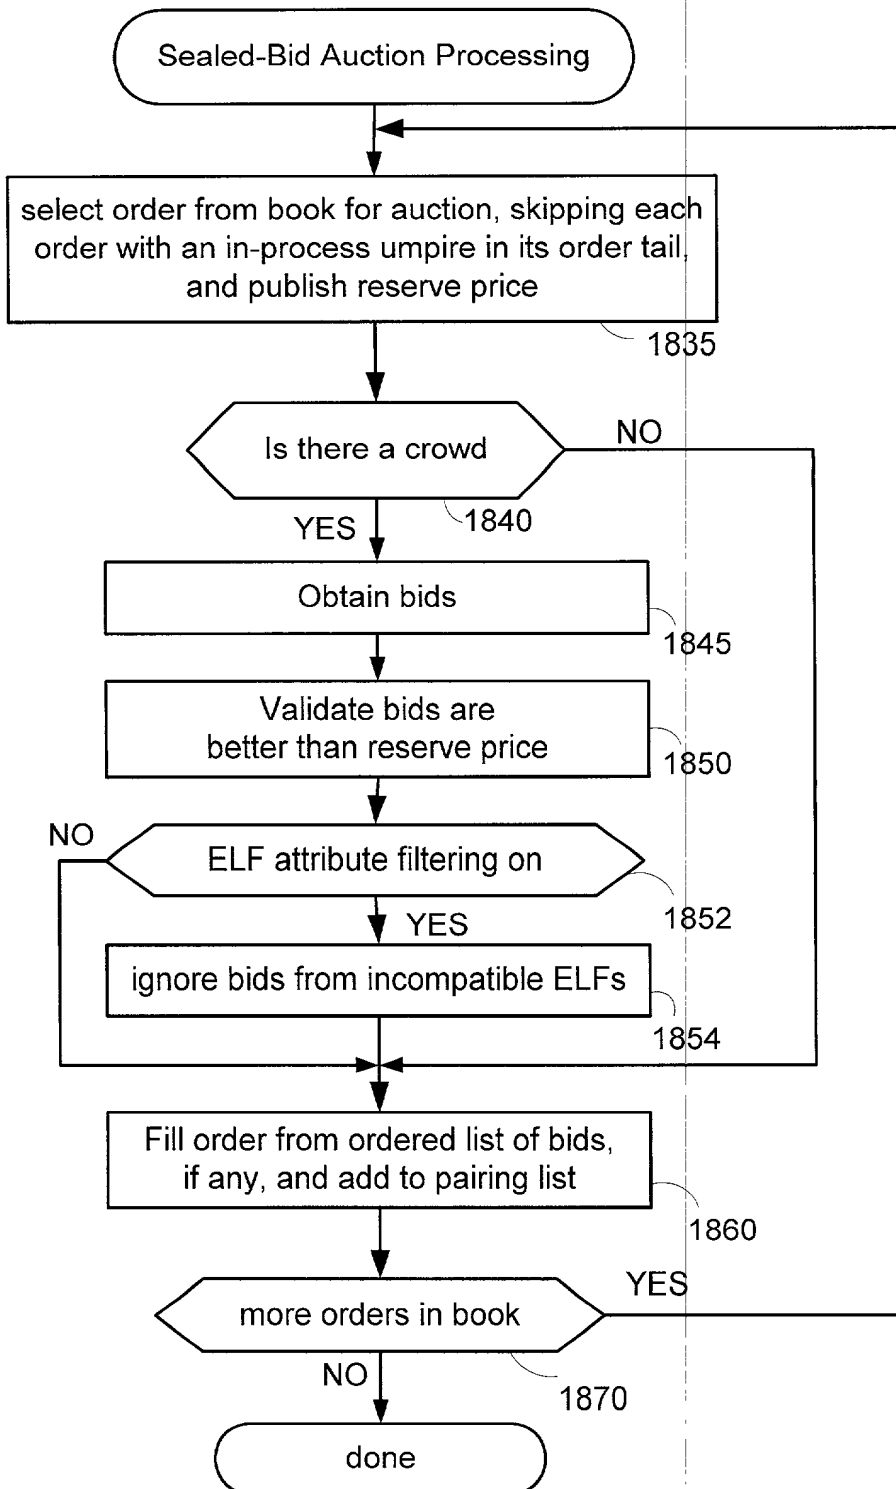 Sealed-Bid Auction Processing
select order from book for auction, skipping each
order with an in-process umpire in its order tail,
and publish reserve price
1835
Is there a crowd
NO
1840
YES
Obtain bids
1845
Validate bids are
better than reserve price
1850
NO
ELF attribute filtering on
1852
YES
ignore bids from incompatible ELFs
1854
Fill order from ordered list of bids,
if any, and add to pairing list
1860
YES
more orders in book
NO
1870
done